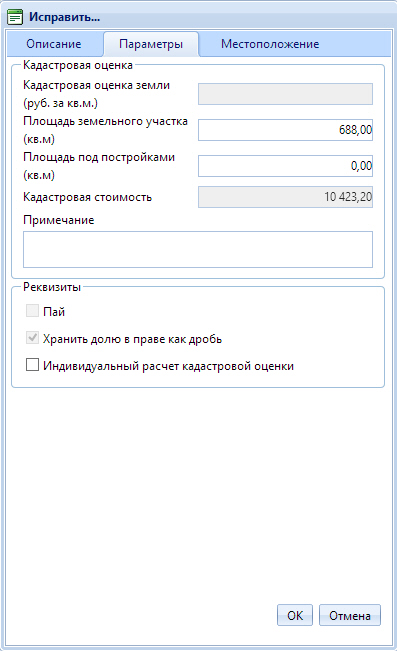 Исправить...
Описание Параметры Местоположение
Кадастровая оценка
Кадастровая оценка земли
(руб. за кв.м.)
Площадь земельного участка
(кв.м) 688,00
Площадь под постройками
(кв.м) 0,00
Кадастровая стоимость 10 423,20
Примечание
Реквизиты
Пай
Хранить долю в праве как дробь
Индивидуальный расчет кадастровой оценки
ОК Отмена